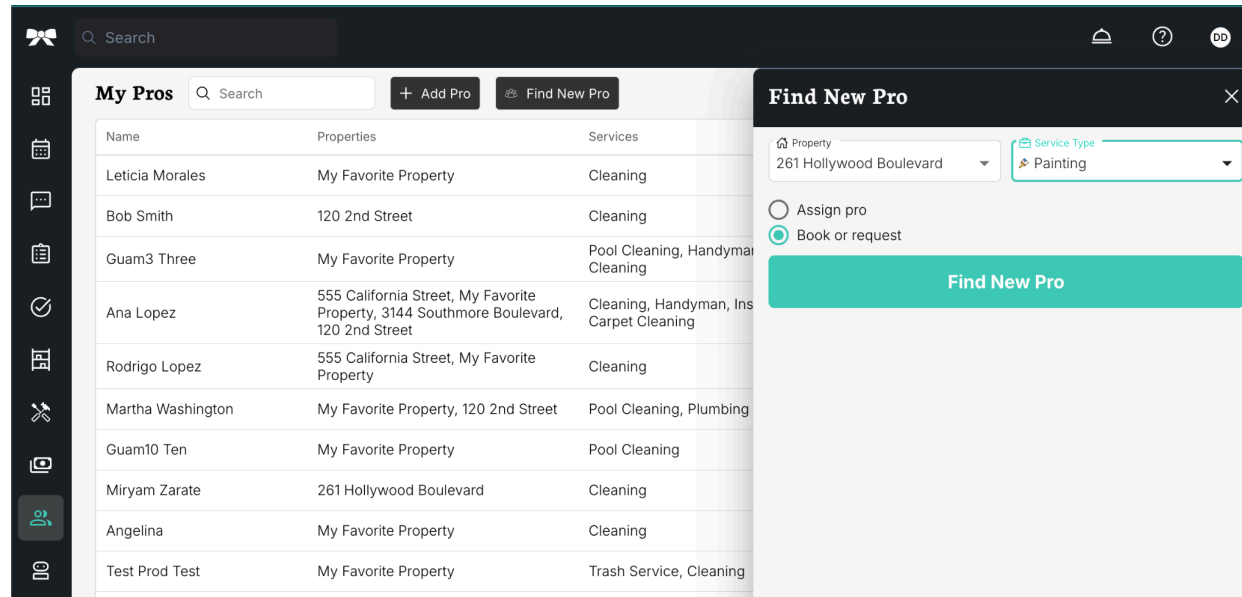 Search
DD
My Pros
Search
+ Add Pro
Find New Pro
Name Properties Services
Leticia Morales My Favorite Property Cleaning
Bob Smith 120 2nd Street Cleaning
Guam3 Three My Favorite Property Pool Cleaning,
Cleaning
Ana Lopez 555 California Street, My Favorite
Property, 3144 Southmore Boulevard,
120 2nd Street
Cleaning, Handyman,
Carpet Cleaning
Rodrigo Lopez 555 California Street, My Favorite
Property
Cleaning
Martha Washington My Favorite Property, 120 2nd Street Pool Cleaning, Plumbing
Guam10 Ten My Favorite Property Pool Cleaning
Miryam Zarate 261 Hollywood Boulevard Cleaning
Angelina My Favorite Property Cleaning
Test Prod Test My Favorite Property Trash Service, Cleaning
Find New Pro
Property
261 Hollywood Boulevard
Service Type
Painting
Assign pro
Book or request
Find New Pro